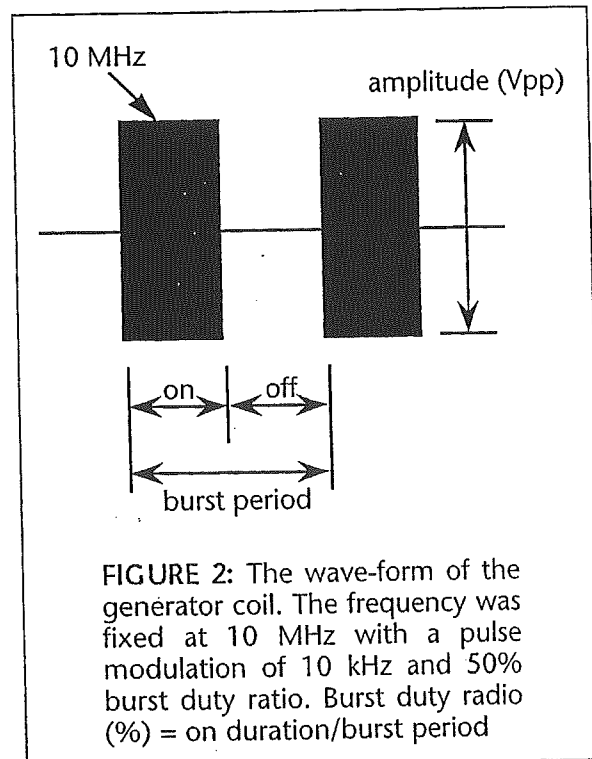 10 MHz
amplitude (Vpp)
on
off
burst period
FIGURE 2: The wave-form of the
generator coil. The frequency was
fixed at 10 MHz with a pulse
modulation of 10 kHz and 50%
burst duty ratio. Burst duty radio
(%) = on duration/burst period